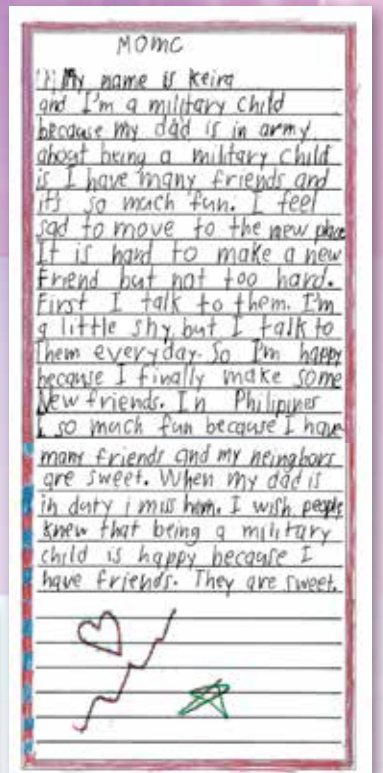 MOMC
Hi My name is Keira
and I'm a military child
because my dad is in army.
about being a military child
is I have many friends and
it's so much fun. I feel
sad to move to the new place
It is hard to make a new
Friend but not too hard.
First I talk to them. I'm
a little shy but I talk to
them everyday. So I'm happy
because I finally make some
New friends. In Philipines
so much fun because I have
many friends and my neingbors
are sweet. When my dad is
in duty i miss him. I wish people
knew that being a military
child is happy because I
have friends. They are sweet.